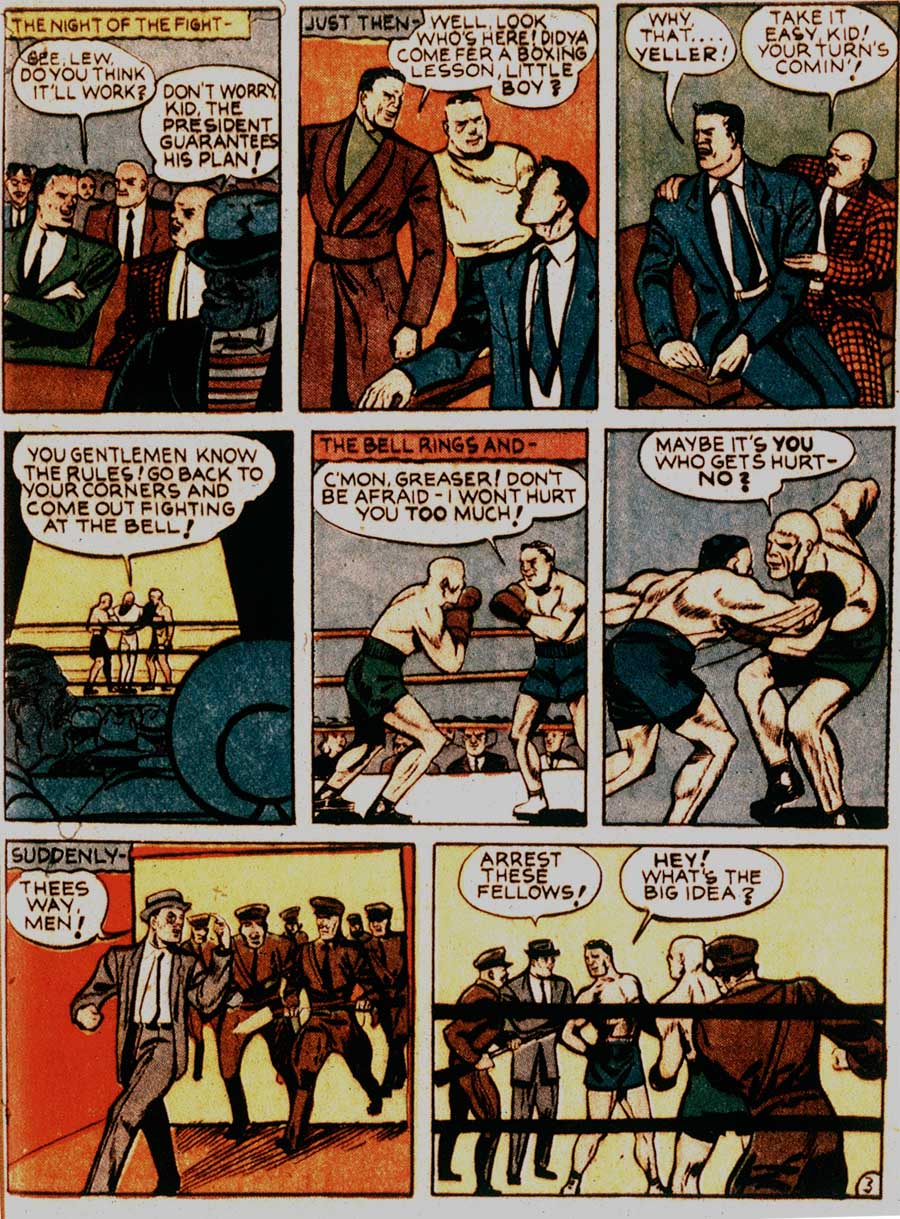 THE NIGHT OF THE FIGHT-
GEE, LEW,
DO YOU THINK
IT'LL WORK?
DON'T WORRY,
KID, THE
PRESIDENT
GUARANTEES
HIS PLAN!
JUST THEN-
WELL, LOOK
WHO'S HERE! DIDYA
COME FER A BOXING
LESSON, LITTLE
BOY?
WHY,
THAT....
YELLER!
TAKE IT
EASY, KID!
YOUR TURN'S
COMIN'!
YOU GENTLEMEN KNOW
THE RULES! GO BACK TO
YOUR CORNERS AND
COME OUT FIGHTING
AT THE BELL!
THE BELL RINGS AND-
C'MON, GREASER! DON'T
BE AFRAID - I WONT HURT
YOU TOO MUCH!
MAYBE IT'S YOU
WHO GETS HURT-
NO?
SUDDENLY-
THEES
WAY,
MEN!
ARREST
THESE
FELLOWS!
HEY!
WHAT'S THE
BIG IDEA?
3